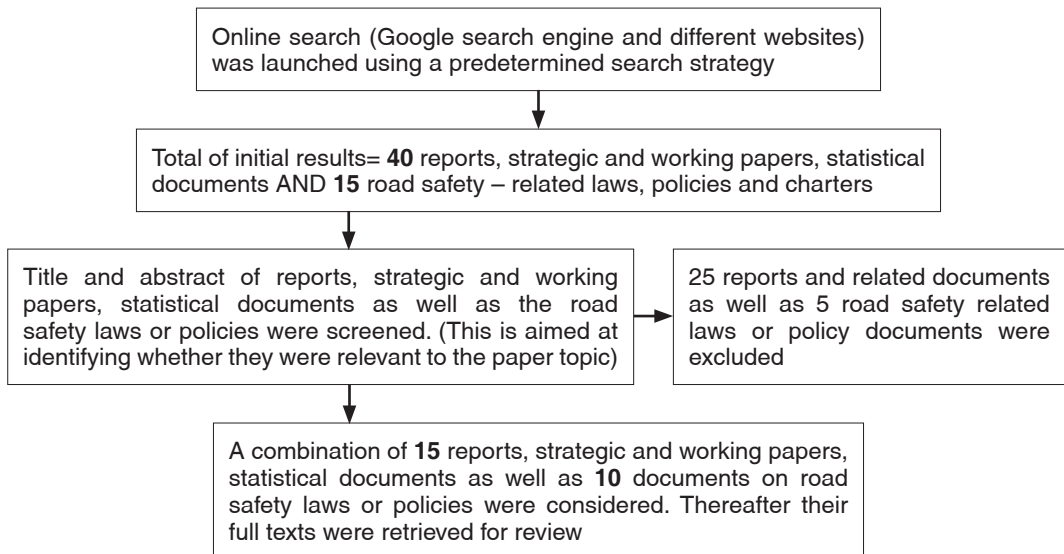 Online search (Google search engine and different websites)
was launched using a predetermined search strategy
Total of initial results= 40 reports, strategic and working papers, statistical
documents AND 15 road safety – related laws, policies and charters
Title and abstract of reports, strategic and working
papers, statistical documents as well as the road
safety laws or policies were screened. (This is aimed at
identifying whether they were relevant to the paper topic)
25 reports and related documents
as well as 5 road safety related
laws or policy documents were
excluded
A combination of 15 reports, strategic and working papers,
statistical documents as well as 10 documents on road
safety laws or policies were considered. Thereafter their
full texts were retrieved for review